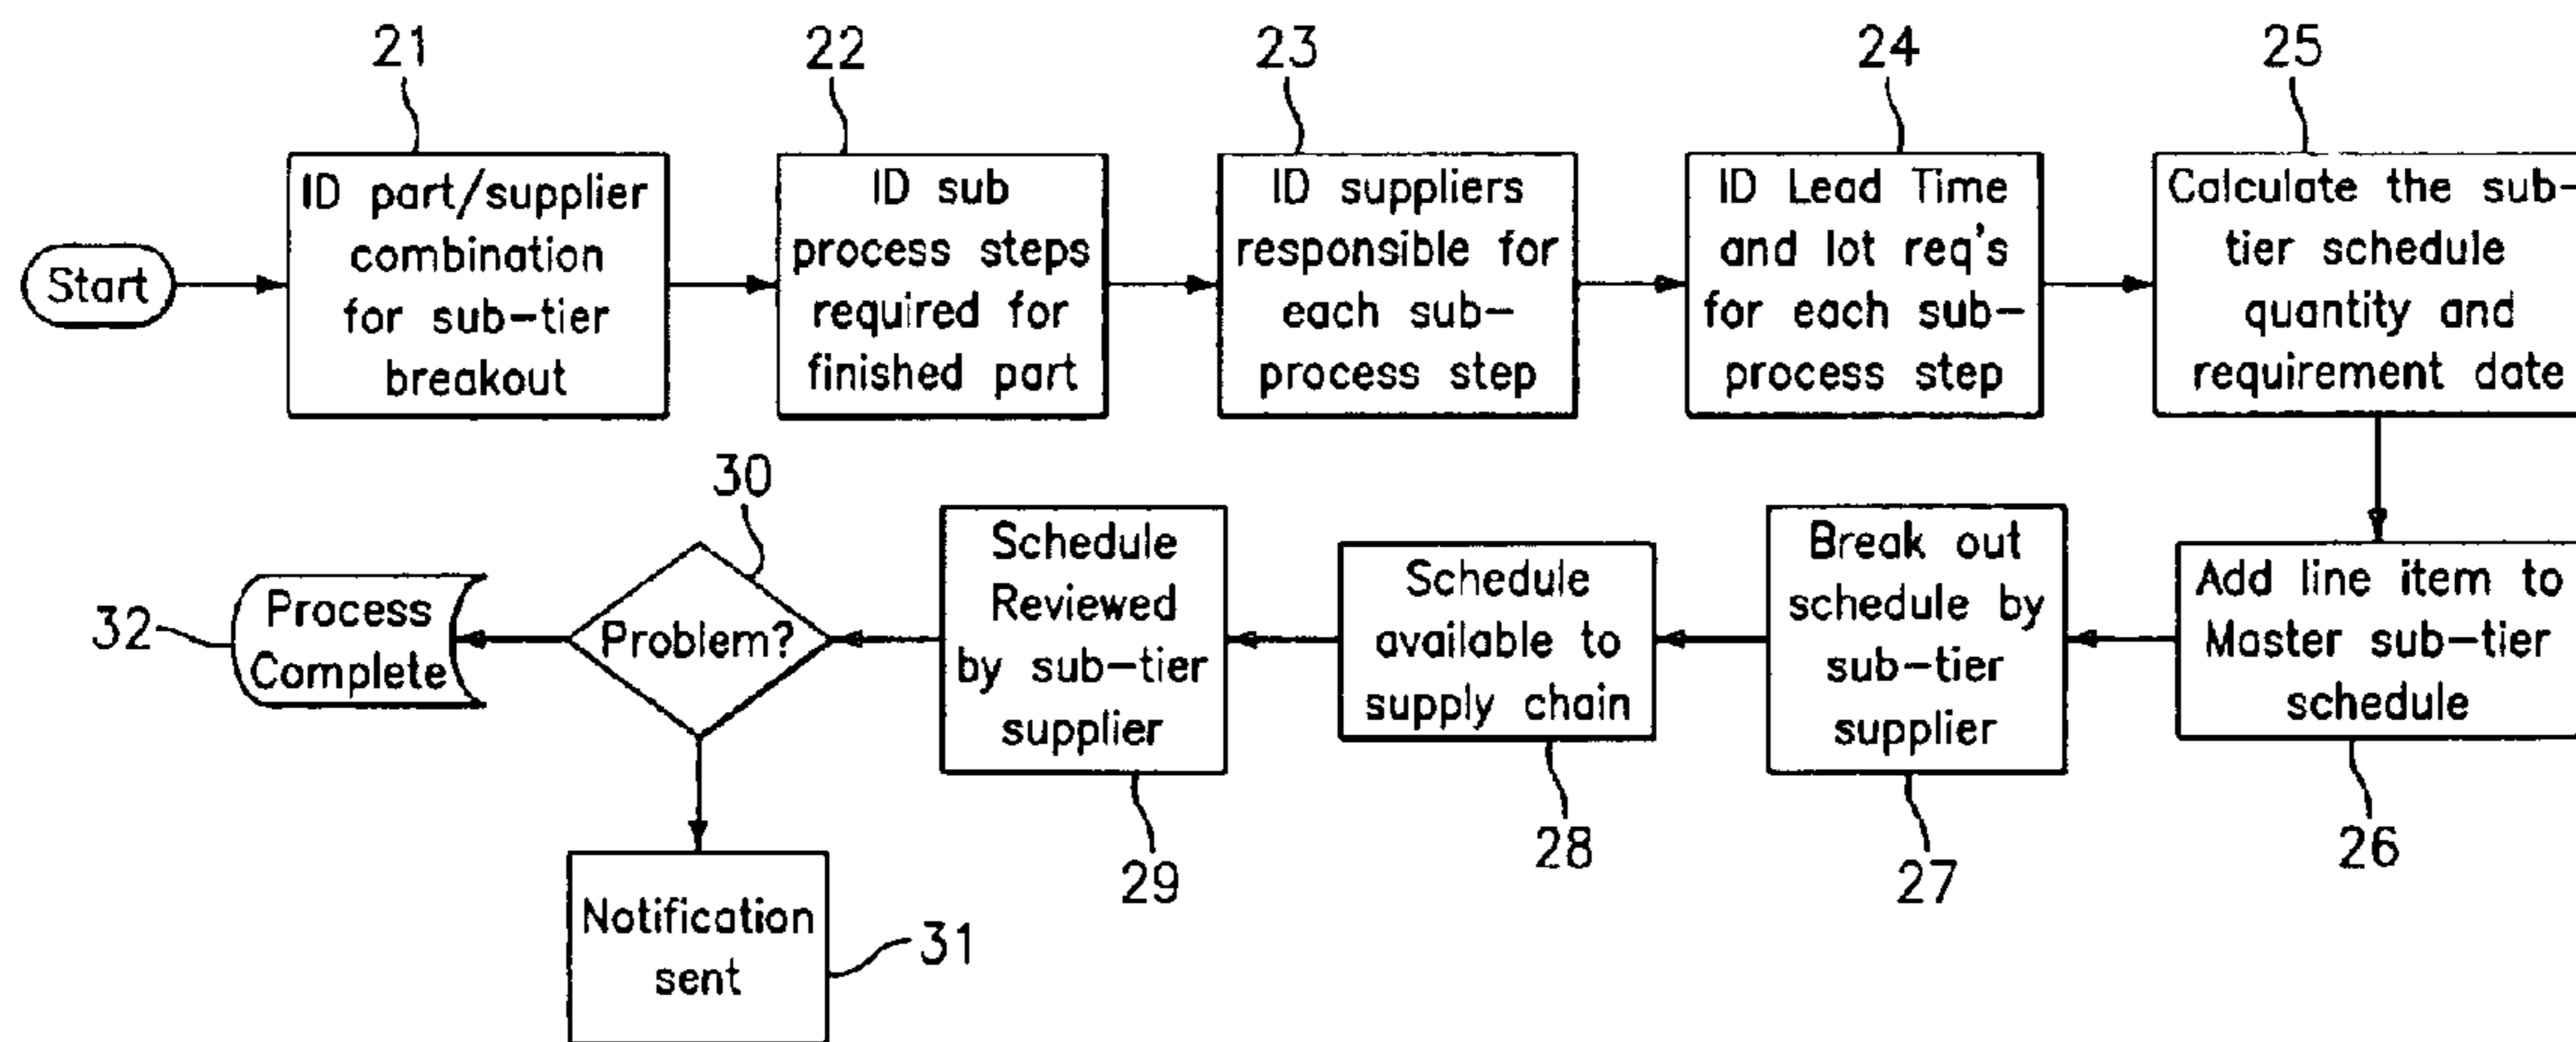 21
22
23
24
25
Start
ID part/supplier
combination
for sub-tier
breakout
ID sub
process steps
required for
finished part
ID suppliers
responsible for
each sub-
process step
ID Lead Time
and lot req's
for each sub-
process step
Calculate the sub-
tier schedule
quantity and
requirement date
Add line item to
Master sub-tier
schedule
26
Break out
schedule by
sub-tier
supplier
27
Schedule
available to
supply chain
28
Schedule
Reviewed
by sub-tier
supplier
29
30
Problem?
Process
Complete
32
Notification
sent
31